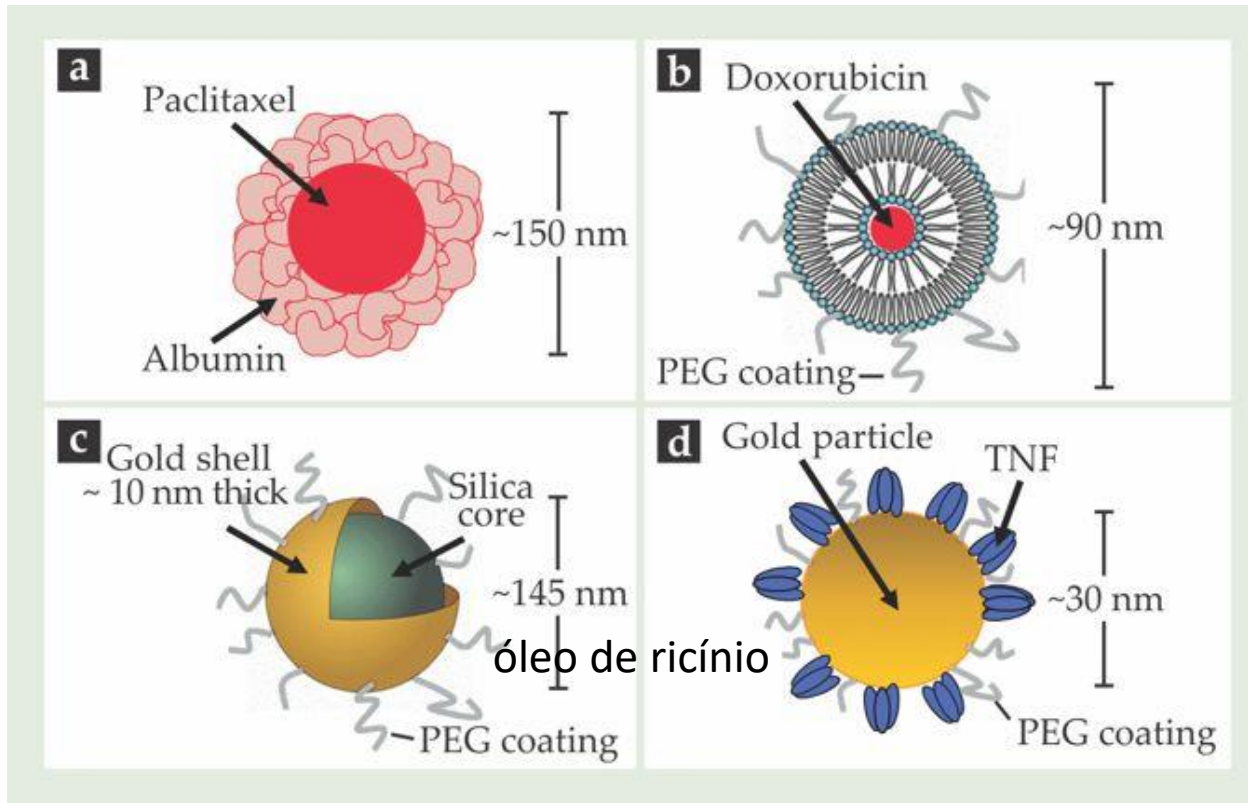 a
Paclitaxel
~150 nm
Albumin
b
Doxorubicin
~90 nm
PEG coating
c
Gold shell
~ 10 nm thick
Silica
core
~145 nm
PEG coating
óleo de ricínio
d
Gold particle
TNF
~30 nm
PEG coating